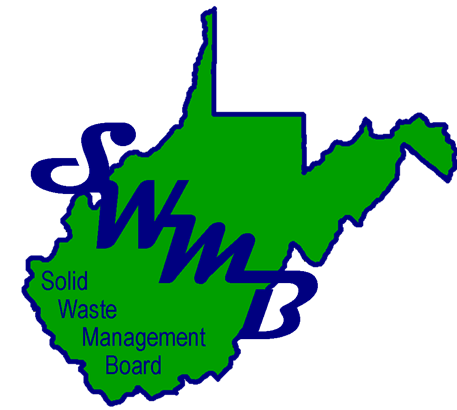 SWMB
Solid
Waste
Management
Board